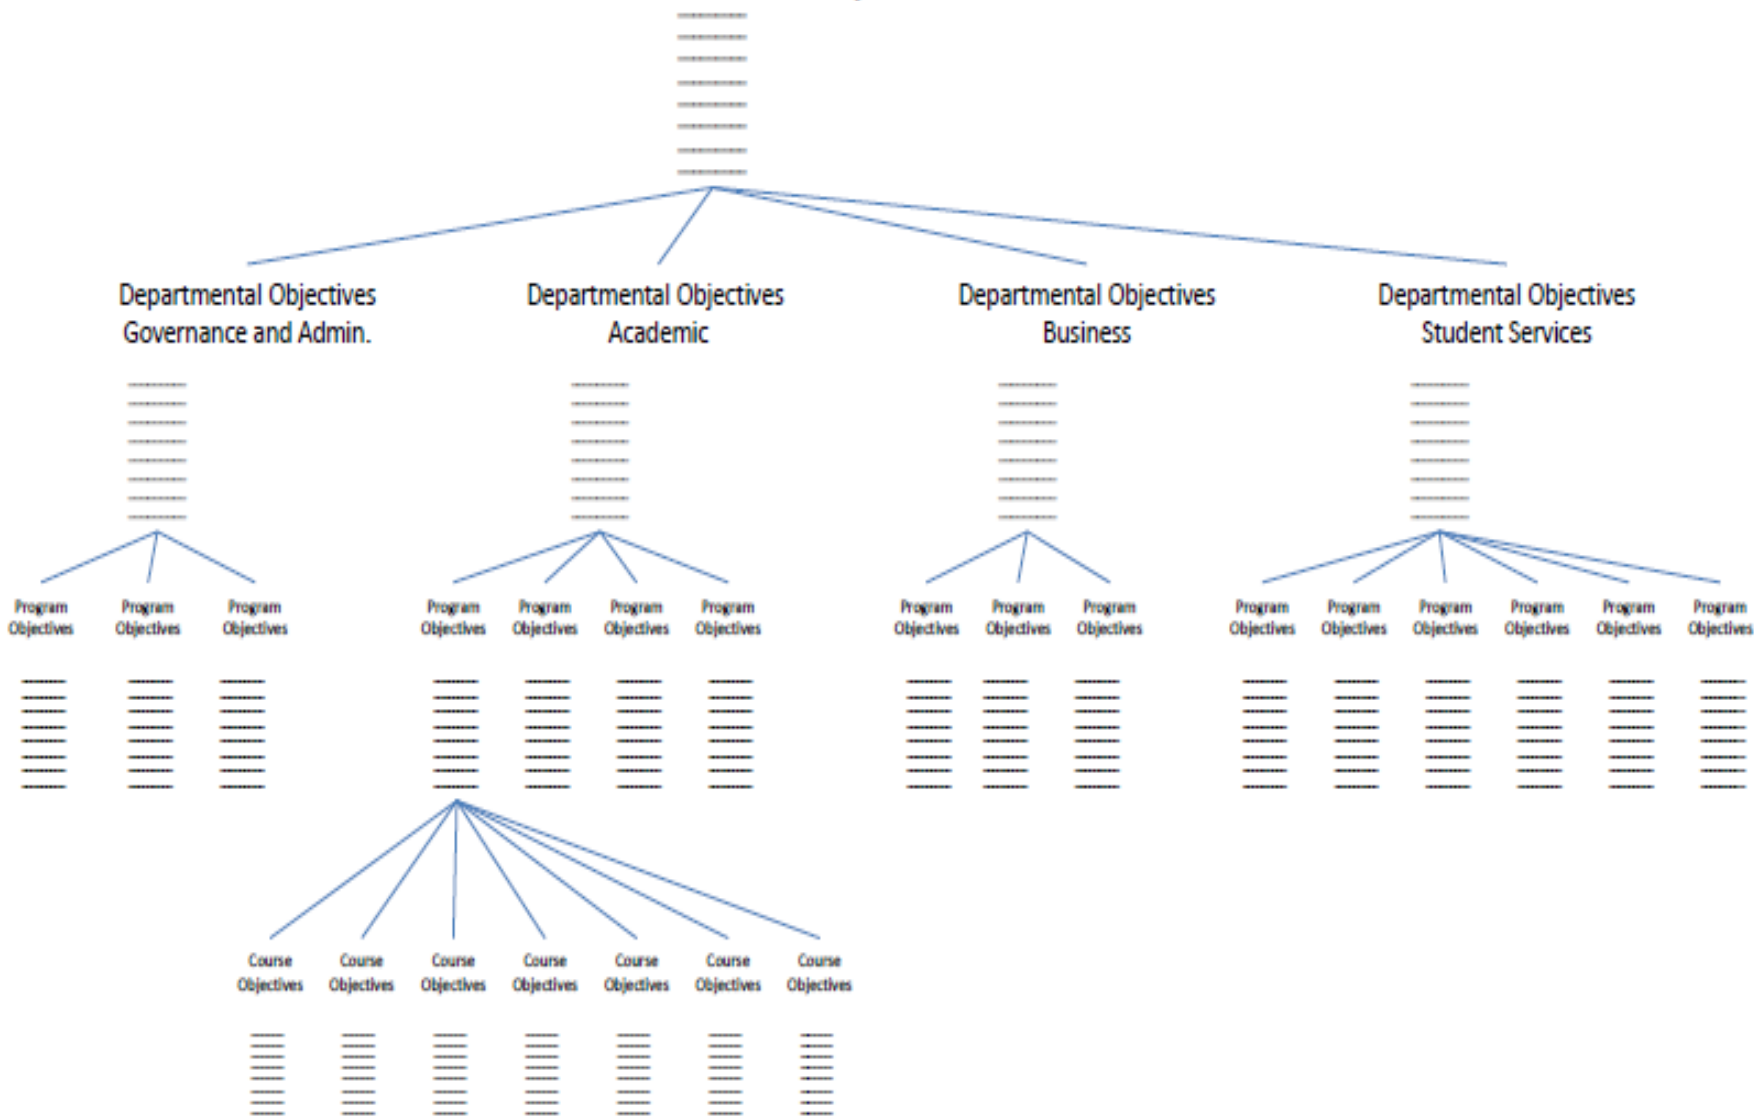 Departmental Objectives
Governance and Admin.
Departmental Objectives
Academic
Departmental Objectives
Business
Departmental Objectives
Student Services
Program
Objectives
Program
Objectives
Program
Objectives
Program
Objectives
Program
Objectives
Program
Objectives
Program
Objectives
Program
Objectives
Program
Objectives
Program
Objectives
Program
Objectives
Program
Objectives
Program
Objectives
Program
Objectives
Program
Objectives
Program
Objectives
Course
Objectives
Course
Objectives
Course
Objectives
Course
Objectives
Course
Objectives
Course
Objectives
Course
Objectives